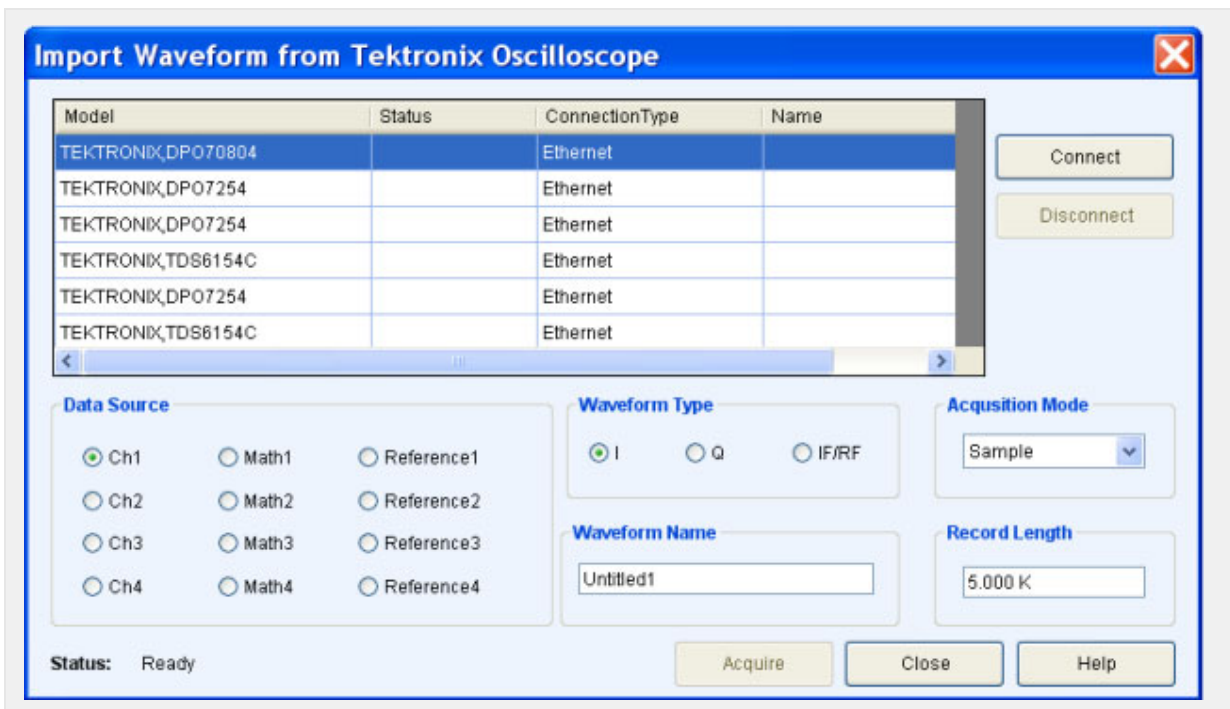 Import Waveform from Tektronix Oscilloscope
Model Status ConnectionType Name
TEKTRONIX,DPO70804 Ethernet
TEKTRONIX,DPO7254 Ethernet
TEKTRONIX,DPO7254 Ethernet
TEKTRONIX,TDS6154C Ethernet
TEKTRONIX,DPO7254 Ethernet
TEKTRONIX,TDS6154C Ethernet
Connect
Disconnect
Data Source
Ch1 Math1 Reference1
Ch2 Math2 Reference2
Ch3 Math3 Reference3
Ch4 Math4 Reference4
Waveform Type
I Q IF/RF
Acqusition Mode
Sample
Waveform Name
Untitled1
Record Length
5.000 K
Status: Ready
Acquire Close Help